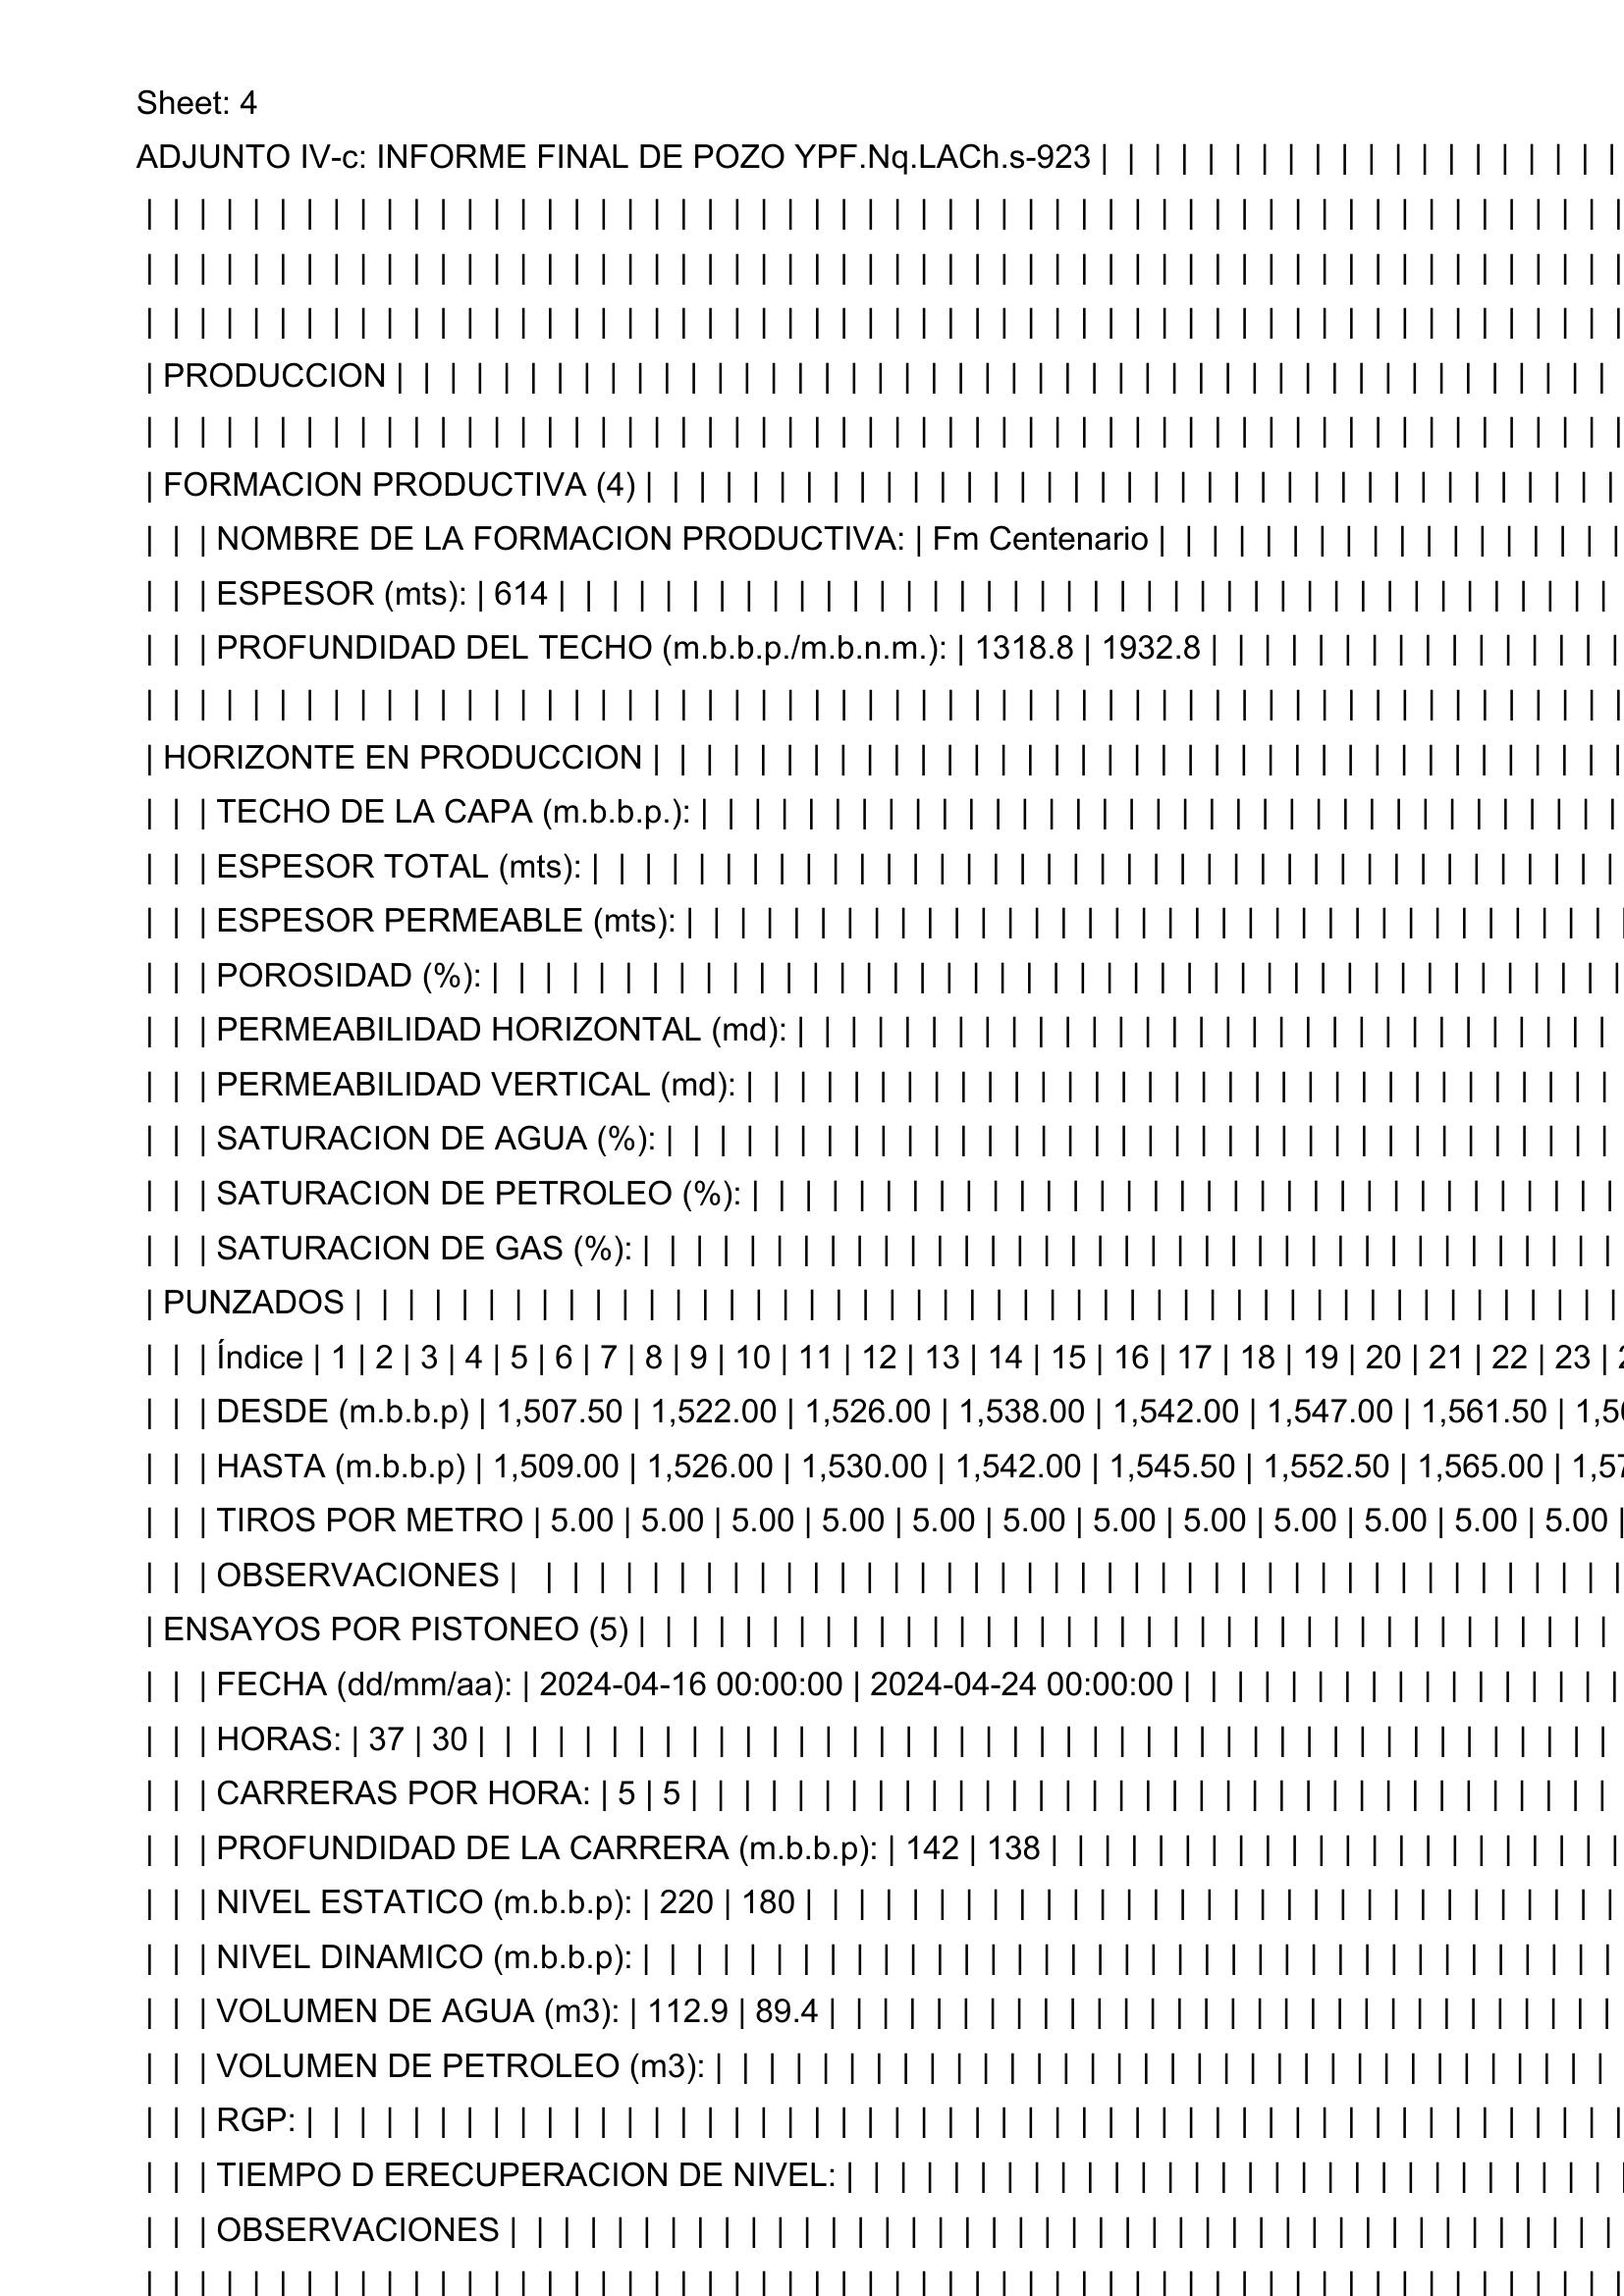 Sheet: 4
ADJUNTO IV-c: INFORME FINAL DE POZO YPF.Nq.LACh.s-923 | | | | | | | | | | | | | | | | | | | |
| | | | | | | | | | | | | | | | | | | | | | | | | | | | | | | | | | | | | | | | | | | | | | | | | | | | | | | |
| | | | | | | | | | | | | | | | | | | | | | | | | | | | | | | | | | | | | | | | | | | | | | | | | | | | | | | |
| | | | | | | | | | | | | | | | | | | | | | | | | | | | | | | | | | | | | | | | | | | | | | | | | | | | | | | |
| PRODUCCION | | | | | | | | | | | | | | | | | | | | | | | | | | | | | | | | | | | | | | | | | | | | | |
| | | | | | | | | | | | | | | | | | | | | | | | | | | | | | | | | | | | | | | | | | | | | | | | | | | | | | | |
| FORMACION PRODUCTIVA (4) | | | | | | | | | | | | | | | | | | | | | | | | | | | | | | | | | | | | |
| | | NOMBRE DE LA FORMACION PRODUCTIVA: | Fm Centenario | | | | | | | | | | | | | | | | | |
| | | ESPESOR (mts): | 614 | | | | | | | | | | | | | | | | | | | | | | | | | | | | | | | | | | | | | | | |
| | | PROFUNDIDAD DEL TECHO (m.b.b.p./m.b.n.m.): | 1318.8 | 1932.8 | | | | | | | | | | | | | | | |
| | | | | | | | | | | | | | | | | | | | | | | | | | | | | | | | | | | | | | | | | | | | | | | | | | | | | | | |
| HORIZONTE EN PRODUCCION | | | | | | | | | | | | | | | | | | | | | | | | | | | | | | | | | | | | |
| | | TECHO DE LA CAPA (m.b.b.p.): | | | | | | | | | | | | | | | | | | | | | | | | | | | | | | | | | | |
| | | ESPESOR TOTAL (mts): | | | | | | | | | | | | | | | | | | | | | | | | | | | | | | | | | | | | | | |
| | | ESPESOR PERMEABLE (mts): | | | | | | | | | | | | | | | | | | | | | | | | | | | | | | | | | | | |
| | | POROSIDAD (%): | | | | | | | | | | | | | | | | | | | | | | | | | | | | | | | | | | | | | | | | | | |
| | | PERMEABILIDAD HORIZONTAL (md): | | | | | | | | | | | | | | | | | | | | | | | | | | | | | | |
| | | PERMEABILIDAD VERTICAL (md): | | | | | | | | | | | | | | | | | | | | | | | | | | | | | | | | |
| | | SATURACION DE AGUA (%): | | | | | | | | | | | | | | | | | | | | | | | | | | | | | | | | | | | |
| | | SATURACION DE PETROLEO (%): | | | | | | | | | | | | | | | | | | | | | | | | | | | | | | | | |
| | | SATURACION DE GAS (%): | | | | | | | | | | | | | | | | | | | | | | | | | | | | | | | | | | | | |
| PUNZADOS | | | | | | | | | | | | | | | | | | | | | | | | | | | | | | | | | | | | | | | | | | | | | | | |
| | | Índice | 1 | 2 | 3 | 4 | 5 | 6 | 7 | 8 | 9 | 10 | 11 | 12 | 13 | 14 | 15 | 16 | 17 | 18 | 19 | 20 | 21 | 22 | 23 | 2
| | | DESDE (m.b.b.p) | 1,507.50 | 1,522.00 | 1,526.00 | 1,538.00 | 1,542.00 | 1,547.00 | 1,561.50 |
| | | HASTA (m.b.b.p) | 1,509.00 | 1,526.00 | 1,530.00 | 1,542.00 | 1,545.50 | 1,552.50 | 1,565.00 | 1,57
| | | TIROS POR METRO | 5.00 | 5.00 | 5.00 | 5.00 | 5.00 | 5.00 | 5.00 | 5.00 | 5.00 | 5.00 | 5.00 | 5.00 |
| | | OBSERVACIONES | | | | | | | | | | | | | | | | | | | | | | | | | | | | | | | | | | | | | | | | | |
| ENSAYOS POR PISTONEO (5) | | | | | | | | | | | | | | | | | | | | | | | | | | | | | | | | | | | | |
| | | FECHA (dd/mm/aa): | 2024-04-16 00:00:00 | 2024-04-24 00:00:00 | | | | | | | | | | | | | | | | |
| | | HORAS: | 37 | 30 | | | | | | | | | | | | | | | | | | | | | | | | | | | | | | | | | | | | | | | | | | |
| | | CARRERAS POR HORA: | 5 | 5 | | | | | | | | | | | | | | | | | | | | | | | | | | | | | | | | | | |
| | | PROFUNDIDAD DE LA CARRERA (m.b.b.p): | 142 | 138 | | | | | | | | | | | | | | | | | | | | | |
| | | NIVEL ESTATICO (m.b.b.p): | 220 | 180 | | | | | | | | | | | | | | | | | | | | | | | | | | | | | | |
| | | NIVEL DINAMICO (m.b.b.p): | | | | | | | | | | | | | | | | | | | | | | | | | | | | | | | | | | | | |
| | | VOLUMEN DE AGUA (m3): | 112.9 | 89.4 | | | | | | | | | | | | | | | | | | | | | | | | | | | | | |
| | | VOLUMEN DE PETROLEO (m3): | | | | | | | | | | | | | | | | | | | | | | | | | | | | | | | | | |
| | | RGP: | | | | | | | | | | | | | | | | | | | | | | | | | | | | | | | | | | | | | | | | | | | | | | | | |
| | | TIEMPO D ERECUPERACION DE NIVEL: | | | | | | | | | | | | | | | | | | | | | | | | | | | | | |
| | | OBSERVACIONES | | | | | | | | | | | | | | | | | | | | | | | | | | | | | | | | | | | | | | | | | |
| | | | | | | | | | | | | | | | | | | | | | | | | | | | | | | | | | | | | | | | | | | | | | | | | | | | | | | |